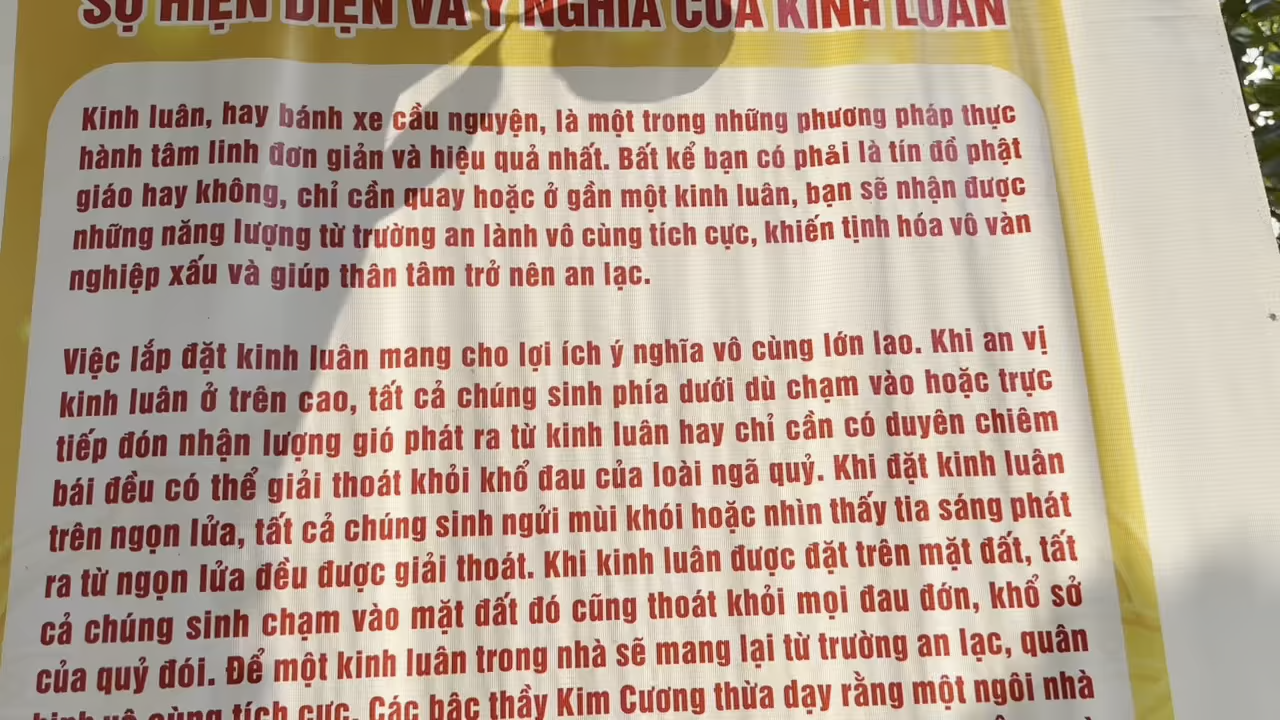 SỰ HIỆN DIỆN VÀ Ý NGHĨA CỦA KINH LUÂN
Kinh luân, hay bánh xe cầu nguyện, là một trong những phương pháp thực
hành tâm linh đơn giản và hiệu quả nhất. Bất kể bạn có phải là tín đồ phật
giáo hay không, chỉ cần quay hoặc ở gần một kinh luân, bạn sẽ nhận được
những năng lượng từ trường an lành vô cùng tích cực, khiến tịnh hóa vô vàn
nghiệp xấu và giúp thân tâm trở nên an lạc.
Việc lắp đặt kinh luân mang cho lợi ích ý nghĩa vô cùng lớn lao. Khi an vị
kinh luân ở trên cao, tất cả chúng sinh phía dưới dù chạm vào hoặc trực
tiếp đón nhận lượng gió phát ra từ kinh luân hay chỉ cần có duyên chiêm
bái đều có thể giải thoát khỏi khổ đau của loài ngã quỷ. Khi đặt kinh luân
trên ngọn lửa, tất cả chúng sinh ngửi mùi khói hoặc nhìn thấy tia sáng phát
ra từ ngọn lửa đều được giải thoát. Khi kinh luân được đặt trên mặt đất, tất
cả chúng sinh chạm vào mặt đất đó cũng thoát khỏi mọi đau đớn, khổ sở
của quỷ đói. Để một kinh luân trong nhà sẽ mang lại từ trường an lạc, quân
bình vô cùng tích cực. Các bậc thầy Kim Cương thừa dạy rằng một ngôi nhà